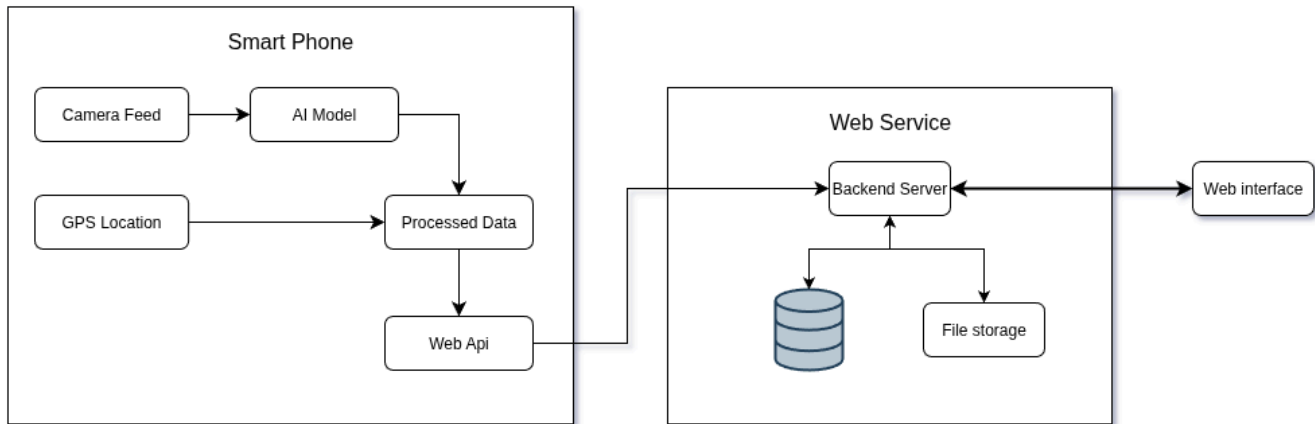 Smart Phone
Camera Feed
AI Model
GPS Location
Processed Data
Web Api
Web Service
Backend Server
File storage
Web interface